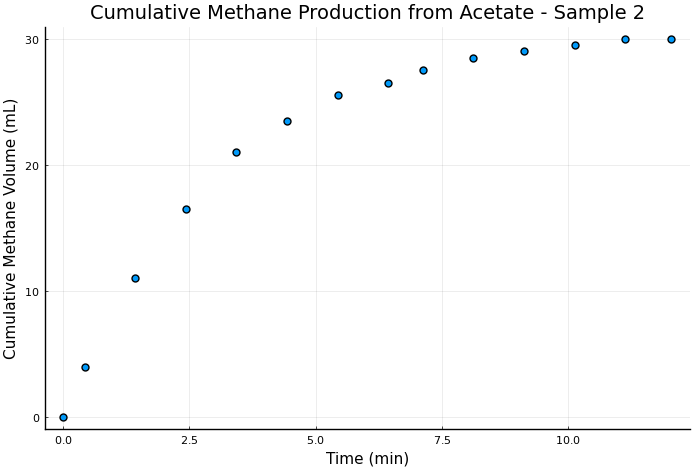 Cumulative Methane Production from Acetate - Sample 2
Cumulative Methane Volume (mL)
30
20
10
0
0.0 2.5 5.0 7.5 10.0
Time (min)